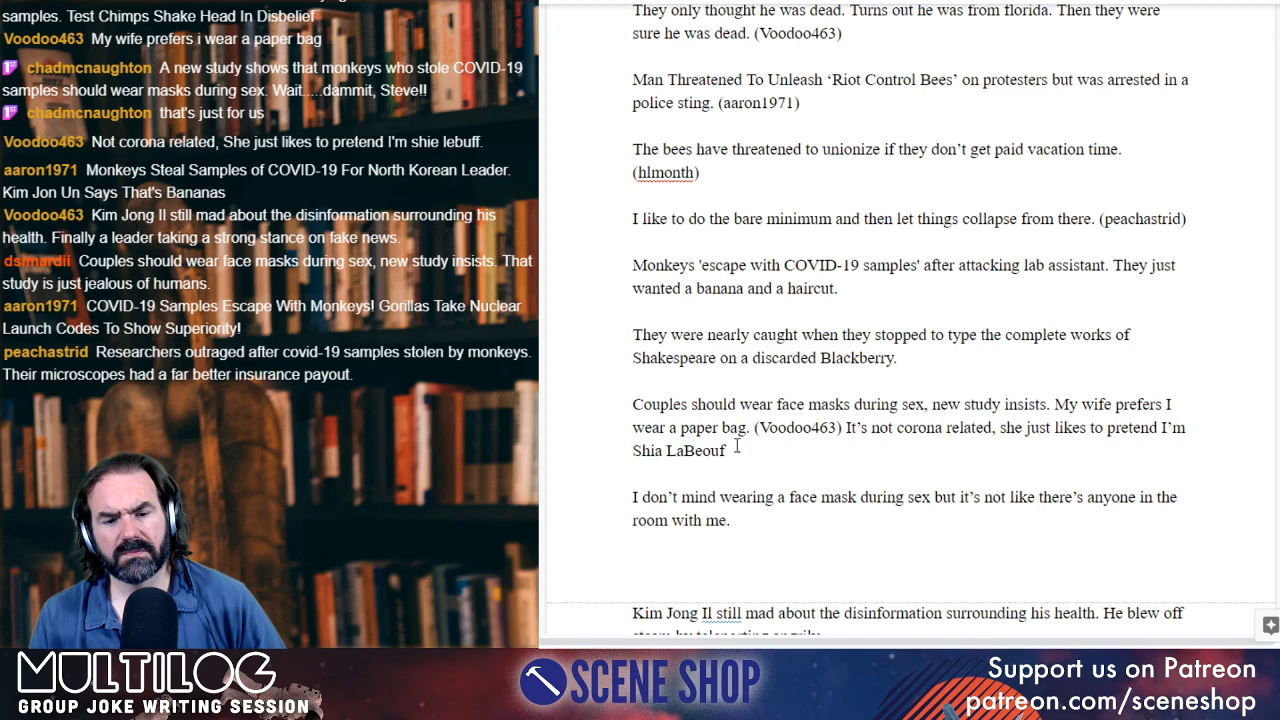 samples. Test Chimps Shake Head In Disbelief
Voodoo463 My wife prefers i wear a paper bag
chadmcnaughton A new study shows that monkeys who stole COVID-19
samples should wear masks during sex. Wait.....dammit, Steve!!
chadmcnaughton that's just for us
Voodoo463 Not corona related, She just likes to pretend I'm shie lebuff.
aaron1971 Monkeys Steal Samples of COVID-19 For North Korean Leader.
Kim Jon Un Says That's Bananas
Voodoo463 Kim Jong Il still mad about the disinformation surrounding his
health. Finally a leader taking a strong stance on fake news.
dslmardii Couples should wear face masks during sex, new study insists. That
study is just jealous of humans.
aaron1971 COVID-19 Samples Escape With Monkeys! Gorillas Take Nuclear
Launch Codes To Show Superiority!
peachastrid Researchers outraged after covid-19 samples stolen by monkeys.
Their microscopes had a far better insurance payout.
They only thought he was dead. Turns out he was from florida. Then they were
sure he was dead. (Voodoo463)
Man Threatened To Unleash ‘Riot Control Bees’ on protesters but was arrested in a
police sting. (aaron1971)
The bees have threatened to unionize if they don’t get paid vacation time.
(hlmonth)
I like to do the bare minimum and then let things collapse from there. (peachastrid)
Monkeys 'escape with COVID-19 samples' after attacking lab assistant. They just
wanted a banana and a haircut.
They were nearly caught when they stopped to type the complete works of
Shakespeare on a discarded Blackberry.
Couples should wear face masks during sex, new study insists. My wife prefers I
wear a paper bag. (Voodoo463) It’s not corona related, she just likes to pretend I’m
Shia LaBeouf
I don’t mind wearing a face mask during sex but it’s not like there’s anyone in the
room with me.
Kim Jong Il still mad about the disinformation surrounding his health. He blew off
steam by teleporting angrily
MULTILOG
GROUP JOKE WRITING SESSION
SCENE SHOP
Support us on Patreon
patreon.com/sceneshop